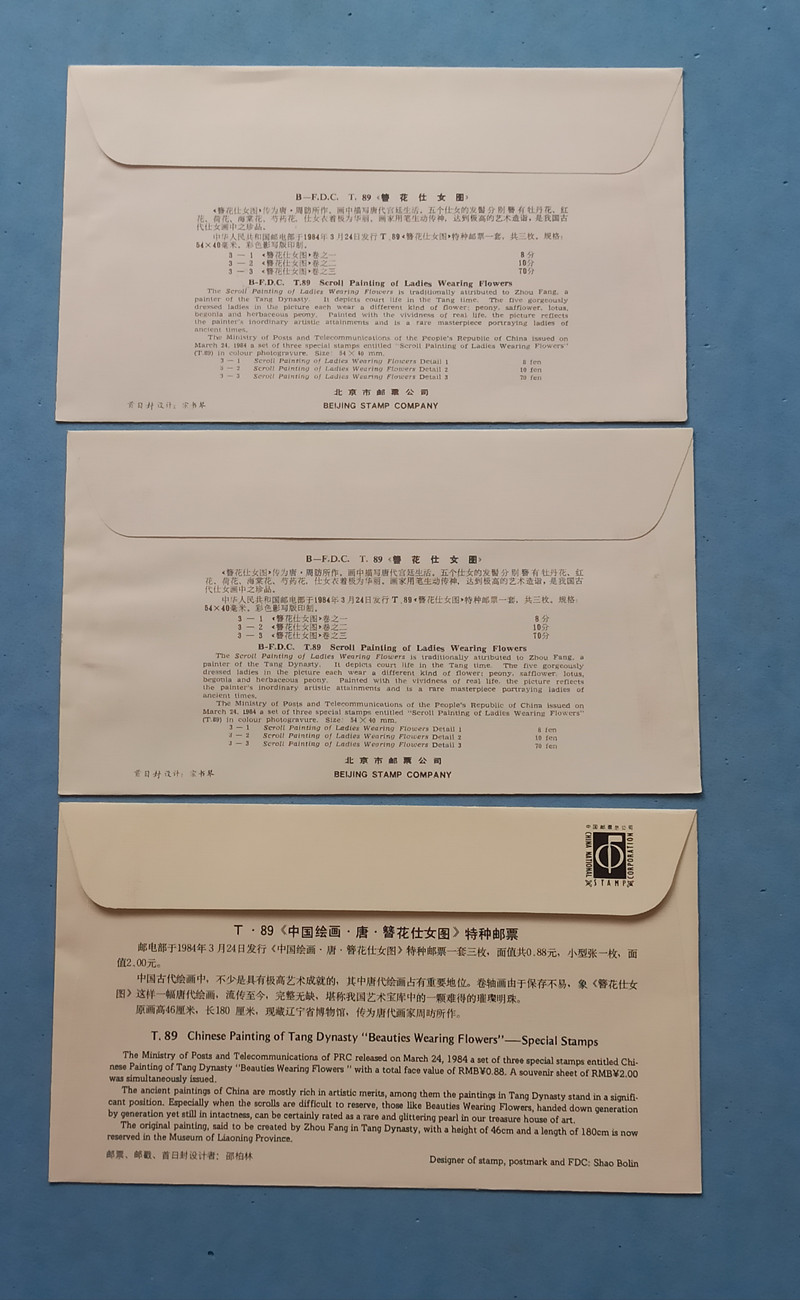 B—F.D.C. T. 89《簪花仕女图》
《簪花仕女图》传为唐·周昉所作。画中描写唐代宫廷生活。五个仕女的发髻分别簪有牡丹花、红
花、荷花、海棠花、芍药花。仕女衣着极为华丽。画家用笔生动传神，达到极高的艺术造诣，是我国古
代仕女画中之珍品。
中华人民共和国邮电部于1984年3月24日发行T.89《簪花仕女图》特种邮票一套，共三枚。规格：
54×40毫米。彩色影写版印制。
3—1 《簪花仕女图》卷之一 8分
3—2 《簪花仕女图》卷之二 10分
3—3 《簪花仕女图》卷之三 70分
B-F.D.C. T.89 Scroll Painting of Ladies Wearing Flowers
The Scroll Painting of Ladies Wearing Flowers is traditionally attributed to Zhou Fang, a
painter of the Tang Dynasty. It depicts court life in the Tang time. The five gorgeously
dressed ladies in the picture each wear a different kind of flower: peony, safflower, lotus,
begonia and herbaceous peony. Painted with the vividness of real life, the picture reflects
the painter's inordinary artistic attainments and is a rare masterpiece portraying ladies of
ancient times.
The Ministry of Posts and Telecommunications of the People's Republic of China issued on
March 24, 1984 a set of three special stamps entitled "Scroll Painting of Ladies Wearing Flowers"
(T.89) in colour photogravure. Size: 54×40 mm.
3—1 Scroll Painting of Ladies Wearing Flowers Detail 1 8 fen
3—2 Scroll Painting of Ladies Wearing Flowers Detail 2 10 fen
3—3 Scroll Painting of Ladies Wearing Flowers Detail 3 70 fen
北京市邮票公司
首日封设计：宋书琴 BEIJING STAMP COMPANY
B—F.D.C. T. 89《簪花仕女图》
《簪花仕女图》传为唐·周昉所作。画中描写唐代宫廷生活。五个仕女的发髻分别簪有牡丹花、红
花、荷花、海棠花、芍药花。仕女衣着极为华丽。画家用笔生动传神，达到极高的艺术造诣，是我国古
代仕女画中之珍品。
中华人民共和国邮电部于1984年3月24日发行T.89《簪花仕女图》特种邮票一套，共三枚。规格：
54×40毫米。彩色影写版印制。
3—1 《簪花仕女图》卷之一 8分
3—2 《簪花仕女图》卷之二 10分
3—3 《簪花仕女图》卷之三 70分
B-F.D.C. T.89 Scroll Painting of Ladies Wearing Flowers
The Scroll Painting of Ladies Wearing Flowers is traditionally attributed to Zhou Fang, a
painter of the Tang Dynasty. It depicts court life in the Tang time. The five gorgeously
dressed ladies in the picture each wear a different kind of flower: peony, safflower, lotus,
begonia and herbaceous peony. Painted with the vividness of real life, the picture reflects
the painter's inordinary artistic attainments and is a rare masterpiece portraying ladies of
ancient times.
The Ministry of Posts and Telecommunications of the People's Republic of China issued on
March 24, 1984 a set of three special stamps entitled "Scroll Painting of Ladies Wearing Flowers"
(T.89) in colour photogravure. Size: 54×40 mm.
3—1 Scroll Painting of Ladies Wearing Flowers Detail 1 8 fen
3—2 Scroll Painting of Ladies Wearing Flowers Detail 2 10 fen
3—3 Scroll Painting of Ladies Wearing Flowers Detail 3 70 fen
北京市邮票公司
首日封设计：宋书琴 BEIJING STAMP COMPANY
中国邮票总公司
CHINA NATIONAL
STAMP
CORPORATION
T·89《中国绘画·唐·簪花仕女图》特种邮票
邮电部于1984年3月24日发行《中国绘画·唐·簪花仕女图》特种邮票一套三枚，面值共0.88元，小型张一枚，面
值2.00元。
中国古代绘画中，不少是具有极高艺术成就的，其中唐代绘画占有重要地位。卷轴画由于保存不易，象《簪花仕女
图》这样一幅唐代绘画，流传至今，完整无缺，堪称我国艺术宝库中的一颗难得的璀璨明珠。
原画高46厘米，长180厘米，现藏辽宁省博物馆，传为唐代画家周昉所作。
T. 89 Chinese Painting of Tang Dynasty "Beauties Wearing Flowers"—Special Stamps
The Ministry of Posts and Telecommunications of PRC released on March 24, 1984 a set of three special stamps entitled Chi-
nese Painting of Tang Dynasty "Beauties Wearing Flowers " with a total face value of RMB¥0.88. A souvenir sheet of RMB¥2.00
was simultaneously issued.
The ancient paintings of China are mostly rich in artistic merits, among them the paintings in Tang Dynasty stand in a signifi-
cant position. Especially when the scrolls are difficult to reserve, those like Beauties Wearing Flowers, handed down generation
by generation yet still in intactness, can be certainly rated as a rare and glittering pearl in our treasure house of art.
The original painting, said to be created by Zhou Fang in Tang Dynasty, with a height of 46cm and a length of 180cm is now
reserved in the Museum of Liaoning Province.
邮票、邮戳、首日封设计者：邵柏林 Designer of stamp, postmark and FDC: Shao Bolin